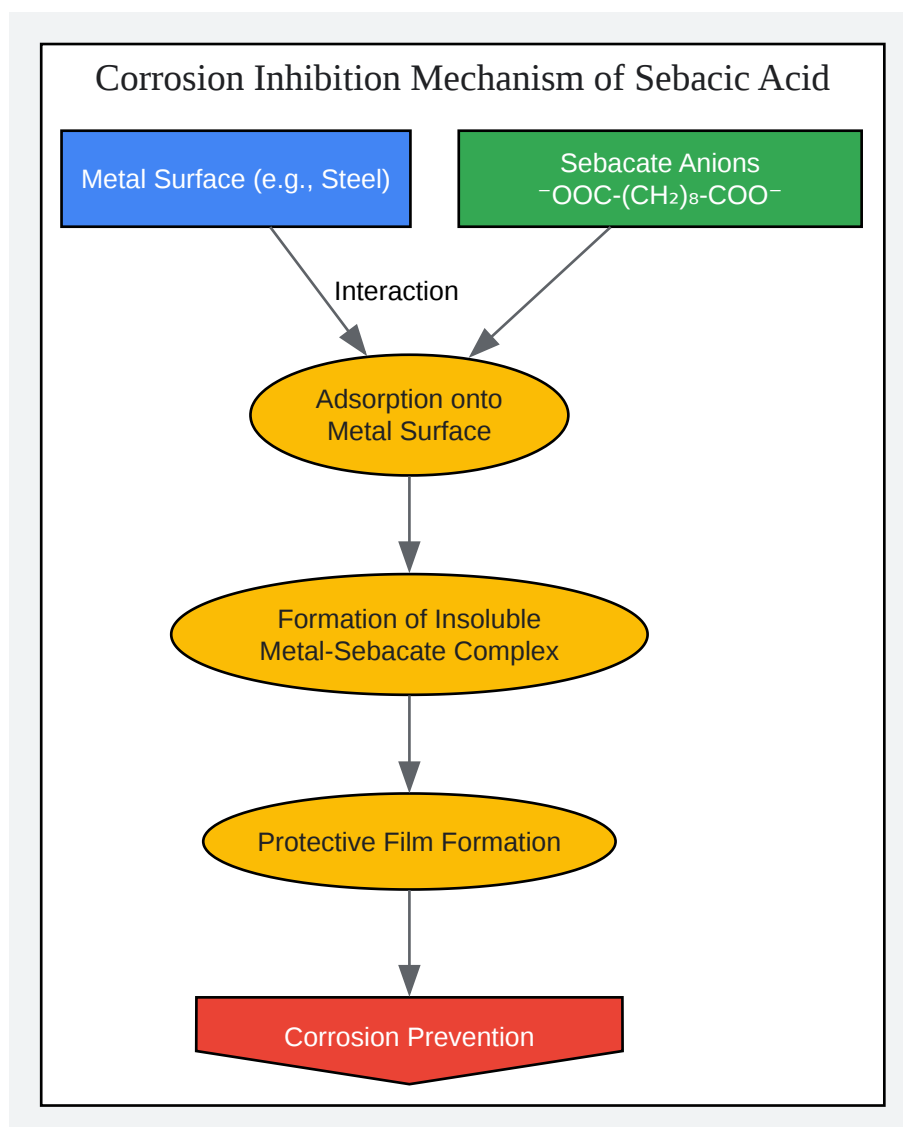 Corrosion Inhibition Mechanism of Sebacic Acid
Metal Surface (e.g., Steel)
Sebacate Anions
⁻OOC-(CH₂)₈-COO⁻
Interaction
Adsorption onto
Metal Surface
Formation of Insoluble
Metal-Sebacate Complex
Protective Film Formation
Corrosion Prevention